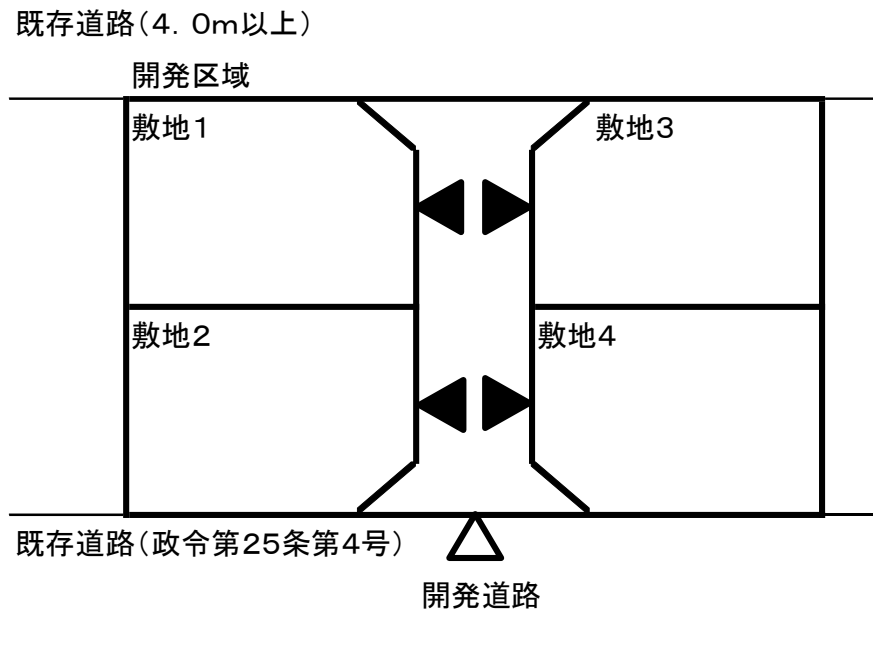 既存道路（4．0m以上）
開発区域
敷地1
敷地3
敷地2
敷地4
既存道路（政令第25条第4号）
開発道路